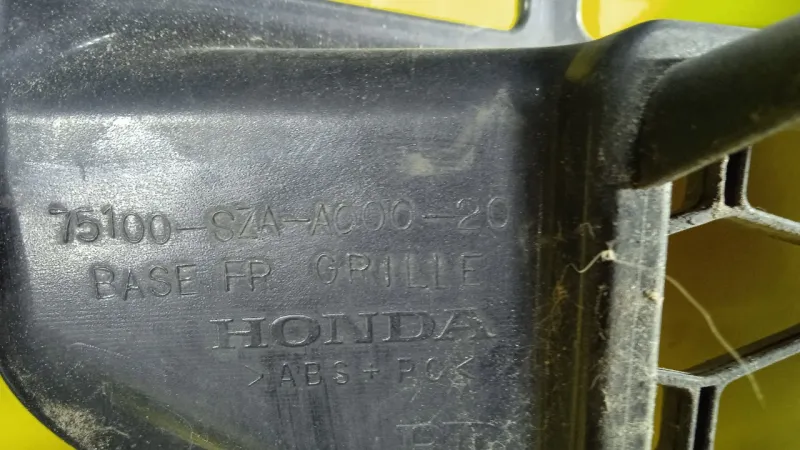 75100-SZA-A000-20
BASE FR GRILLE
HONDA
>ABS+PC<